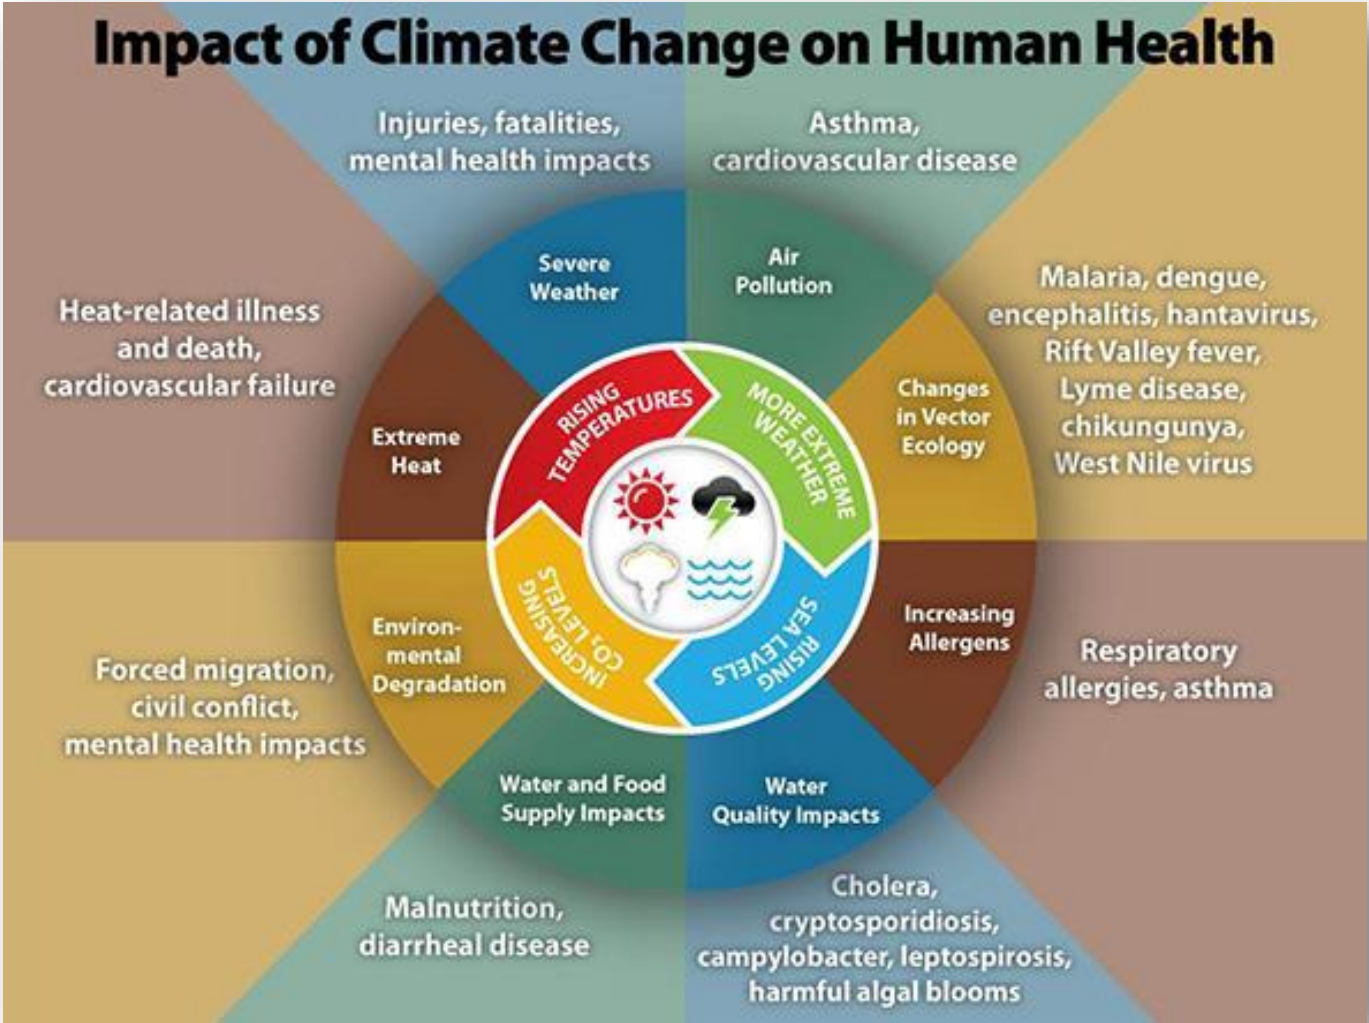 Impact of Climate Change on Human Health
Injuries, fatalities,
mental health impacts
Asthma,
cardiovascular disease
Severe
Weather
Air
Pollution
Heat-related illness
and death,
cardiovascular failure
Malaria, dengue,
encephalitis, hantavirus,
Rift Valley fever,
Lyme disease,
chikungunya,
West Nile virus
Extreme
Heat
Changes
in Vector
Ecology
RISING
TEMPERATURES
MORE EXTREME
WEATHER
INCREASING
CO₂ LEVELS
RISING
SEA LEVELS
Environ-
mental
Degradation
Increasing
Allergens
Forced migration,
civil conflict,
mental health impacts
Respiratory
allergies, asthma
Water and Food
Supply Impacts
Water
Quality Impacts
Malnutrition,
diarrheal disease
Cholera,
cryptosporidiosis,
campylobacter, leptospirosis,
harmful algal blooms